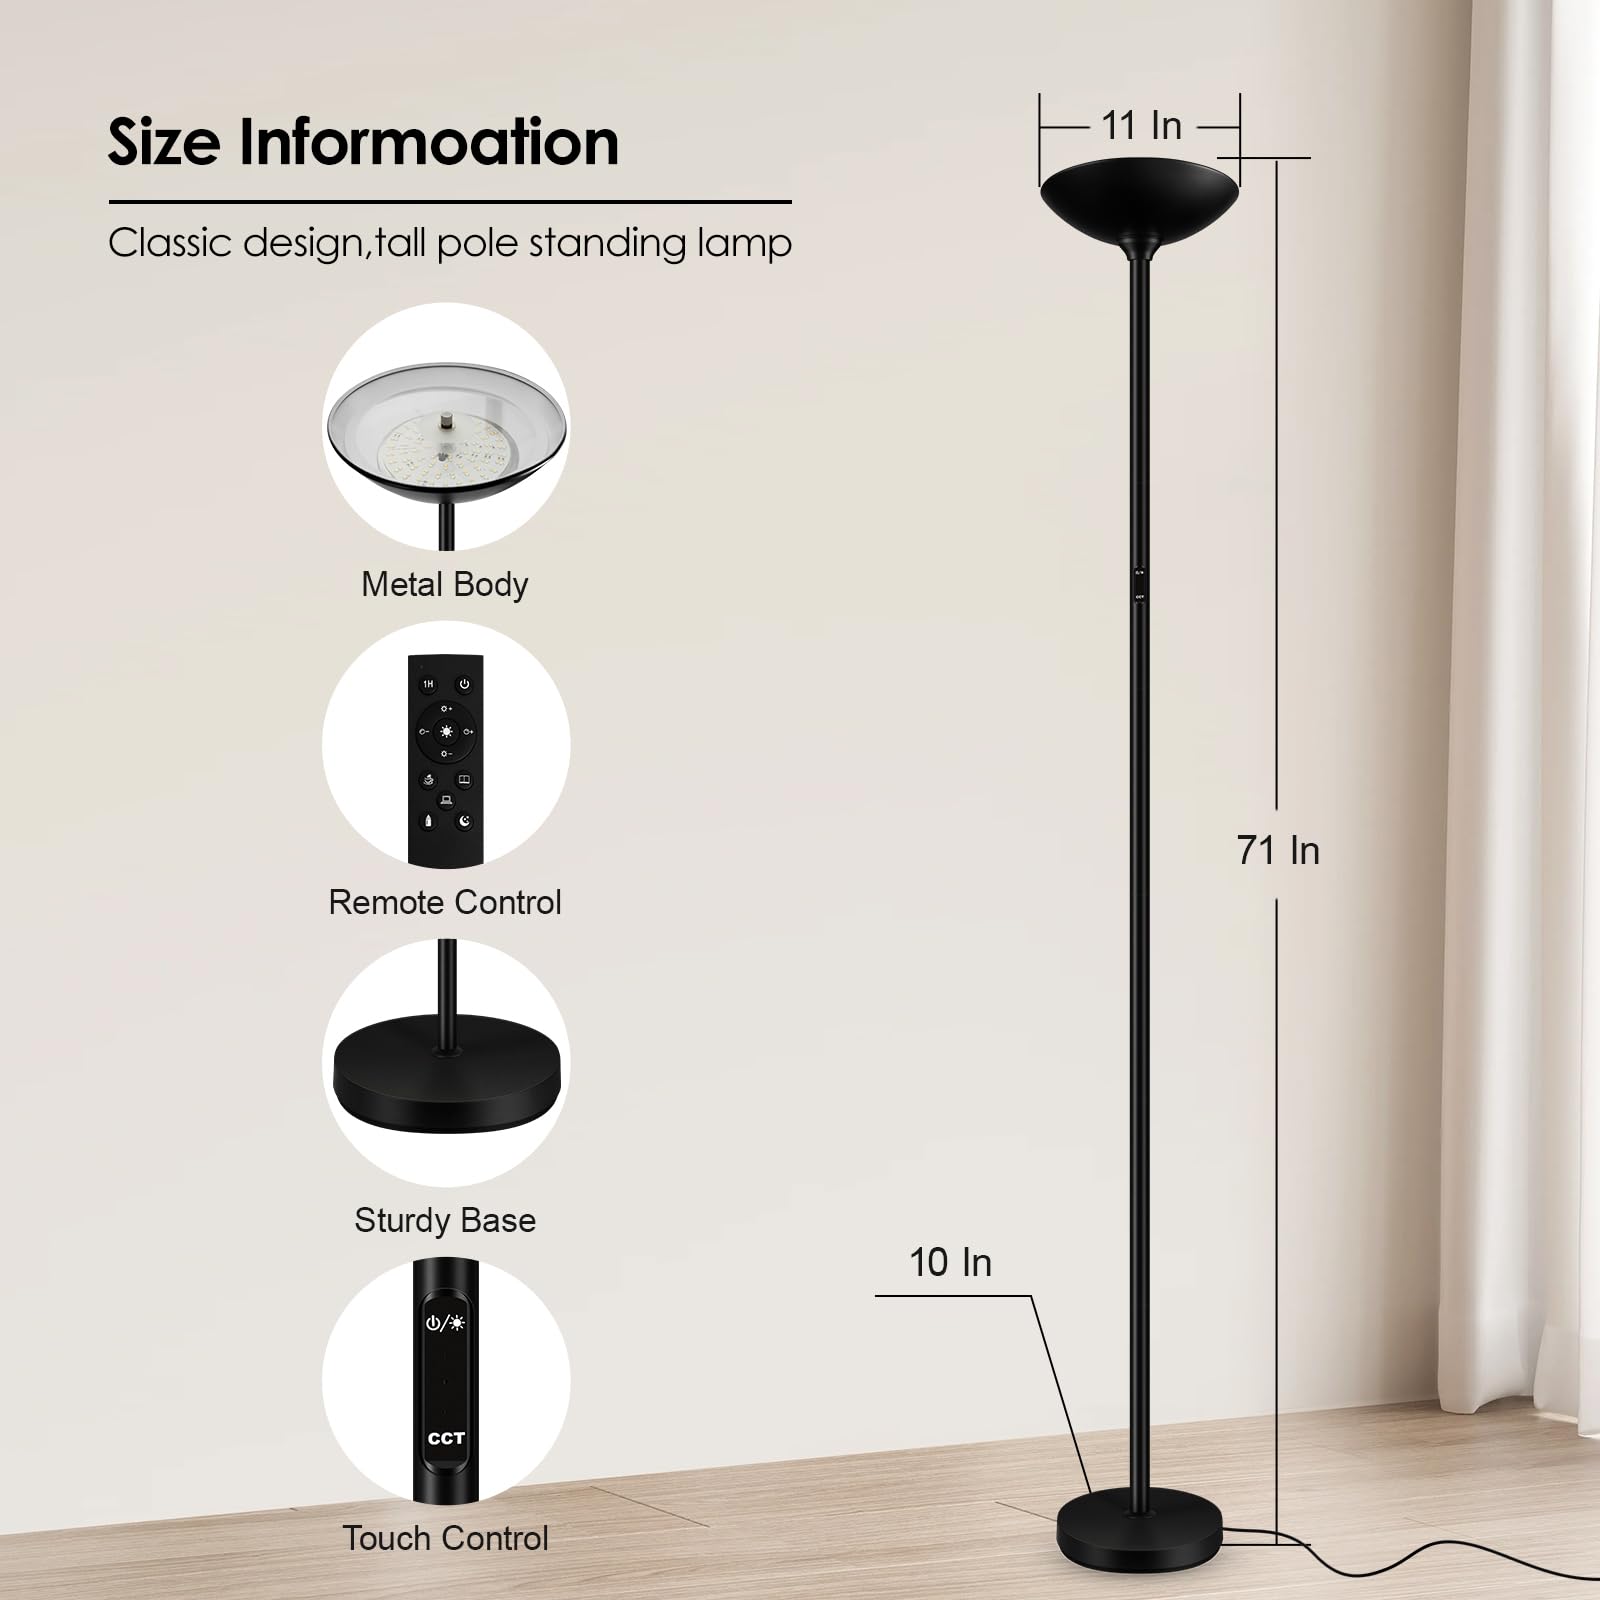 Size Informoation
Classic design,tall pole standing lamp
11 In
Metal Body
1H
Remote Control
71 In
Sturdy Base
10 In
CCT
Touch Control
CCT